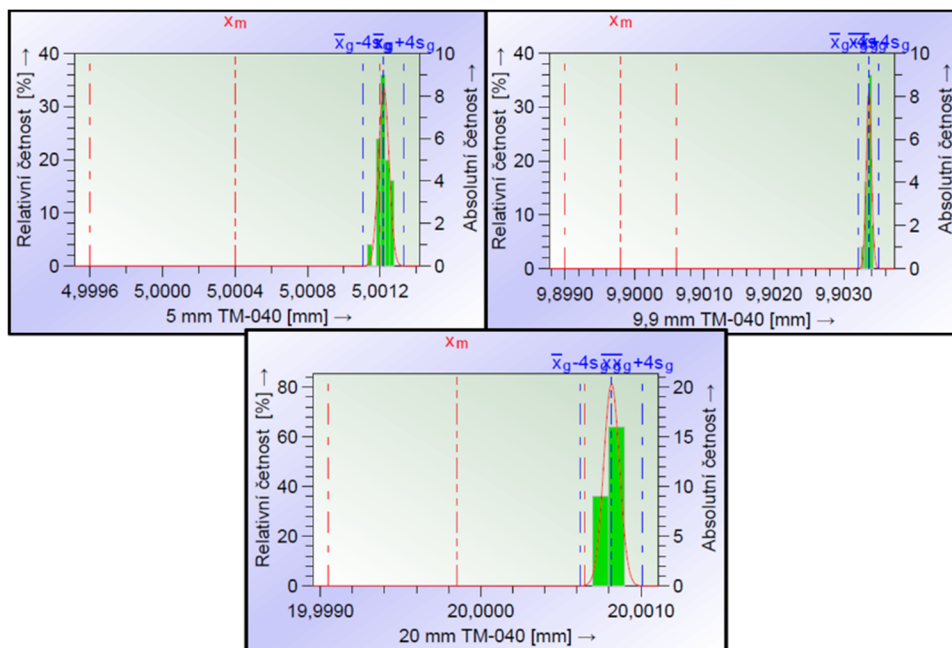 x̄m
x̄g-4sg x̄g x̄g+4sg
Relativní četnost [%] →
40
30
20
10
0
10
8
6
4
2
0
Absolutní četnost →
4,9996 5,0000 5,0004 5,0008 5,0012
5 mm TM-040 [mm] →
xm
Relativní četnost [%] →
40
30
20
10
0
10
8
6
4
2
0
Absolutní četnost →
9,8990 9,9000 9,9010 9,9020 9,9030
9,9 mm TM-040 [mm] →
xm
x̄g-4sg x̄g x̄g+4sg
Relativní četnost [%] →
80
60
40
20
0
20
15
10
5
0
Absolutní četnost →
19,9990 20,0000 20,0010
20 mm TM-040 [mm] →